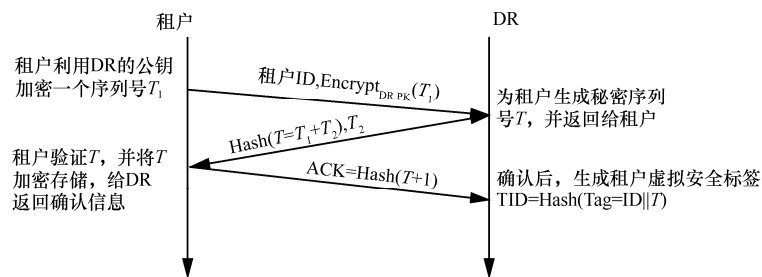 租户
DR
租户利用DR的公钥
加密一个序列号T₁
租户ID,Encrypt_DR PK(T₁)
为租户生成秘密序列
号T，并返回给租户
Hash(T=T₁+T₂),T₂
租户验证T，并将T
加密存储，给DR
返回确认信息
ACK=Hash(T+1)
确认后，生成租户虚拟安全标签
TID=Hash(Tag=ID||T)